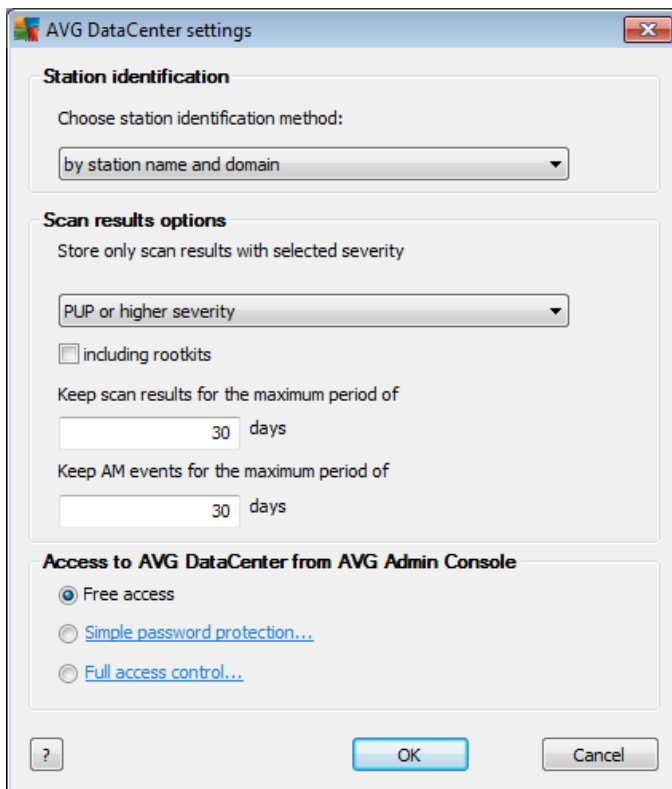 AVG DataCenter settings
Station identification
Choose station identification method:
by station name and domain
Scan results options
Store only scan results with selected severity
PUP or higher severity
including rootkits
Keep scan results for the maximum period of
30 days
Keep AM events for the maximum period of
30 days
Access to AVG DataCenter from AVG Admin Console
Free access
Simple password protection...
Full access control...
? OK Cancel